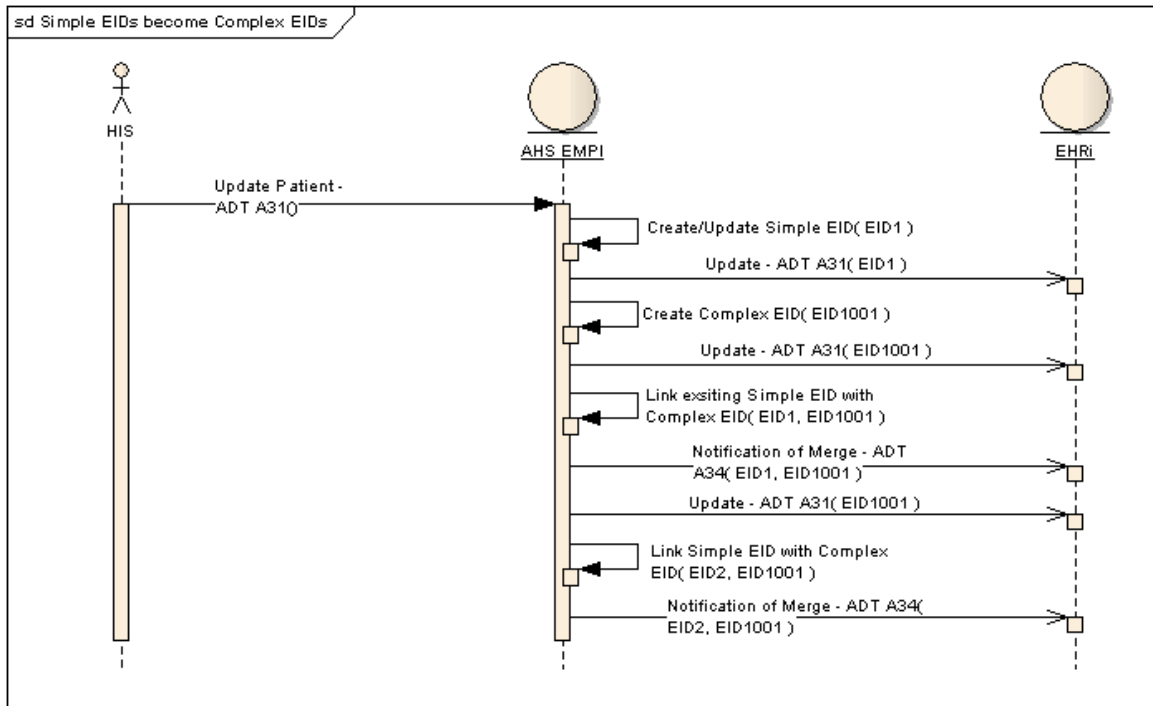 sd Simple EIDs become Complex EIDs
HIS
AHS EMPI
EHRi
Update Patient -
ADT A31()
Create/Update Simple EID( EID1 )
Update - ADT A31( EID1 )
Create Complex EID( EID1001 )
Update - ADT A31( EID1001 )
Link exsiting Simple EID with
Complex EID( EID1, EID1001 )
Notification of Merge - ADT
A34( EID1, EID1001 )
Update - ADT A31( EID1001 )
Link Simple EID with Complex
EID( EID2, EID1001 )
Notification of Merge - ADT A34(
EID2, EID1001 )